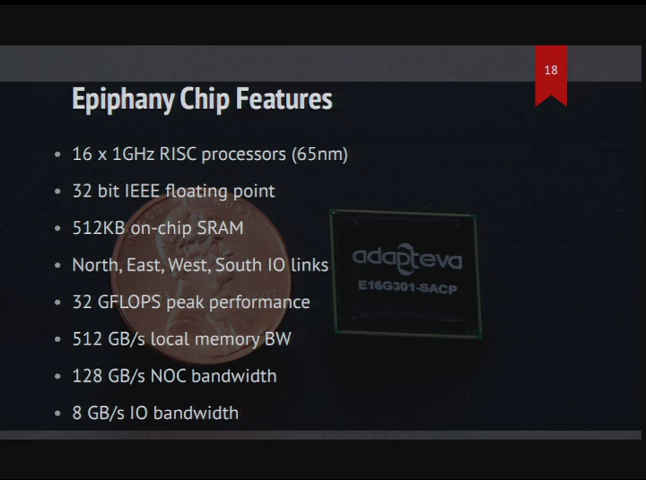 18
Epiphany Chip Features
• 16 x 1GHz RISC processors (65nm)
• 32 bit IEEE floating point
• 512KB on-chip SRAM
• North, East, West, South IO links
• 32 GFLOPS peak performance
• 512 GB/s local memory BW
• 128 GB/s NOC bandwidth
• 8 GB/s IO bandwidth
adapteva
E16G301-SACP